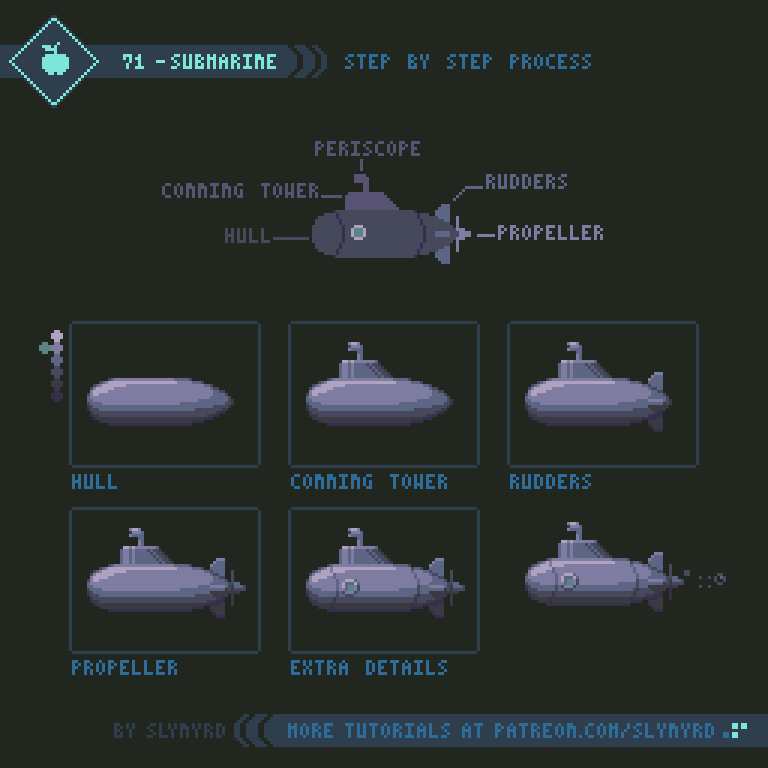 71 - SUBMARINE
STEP BY STEP PROCESS
PERISCOPE
CONNING TOWER
RUDDERS
HULL
PROPELLER
HULL
CONNING TOWER
RUDDERS
PROPELLER
EXTRA DETAILS
BY SLYNYRD
MORE TUTORIALS AT PATREON.COM/SLYNYRD